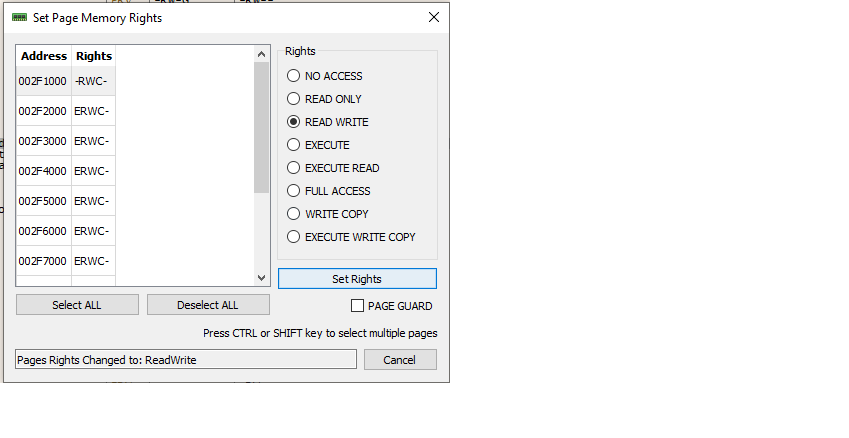 Set Page Memory Rights
Address Rights
002F1000 -RWC-
002F2000 ERWC-
002F3000 ERWC-
002F4000 ERWC-
002F5000 ERWC-
002F6000 ERWC-
002F7000 ERWC-
Rights
NO ACCESS
READ ONLY
READ WRITE
EXECUTE
EXECUTE READ
FULL ACCESS
WRITE COPY
EXECUTE WRITE COPY
Set Rights
Select ALL Deselect ALL
PAGE GUARD
Press CTRL or SHIFT key to select multiple pages
Pages Rights Changed to: ReadWrite
Cancel